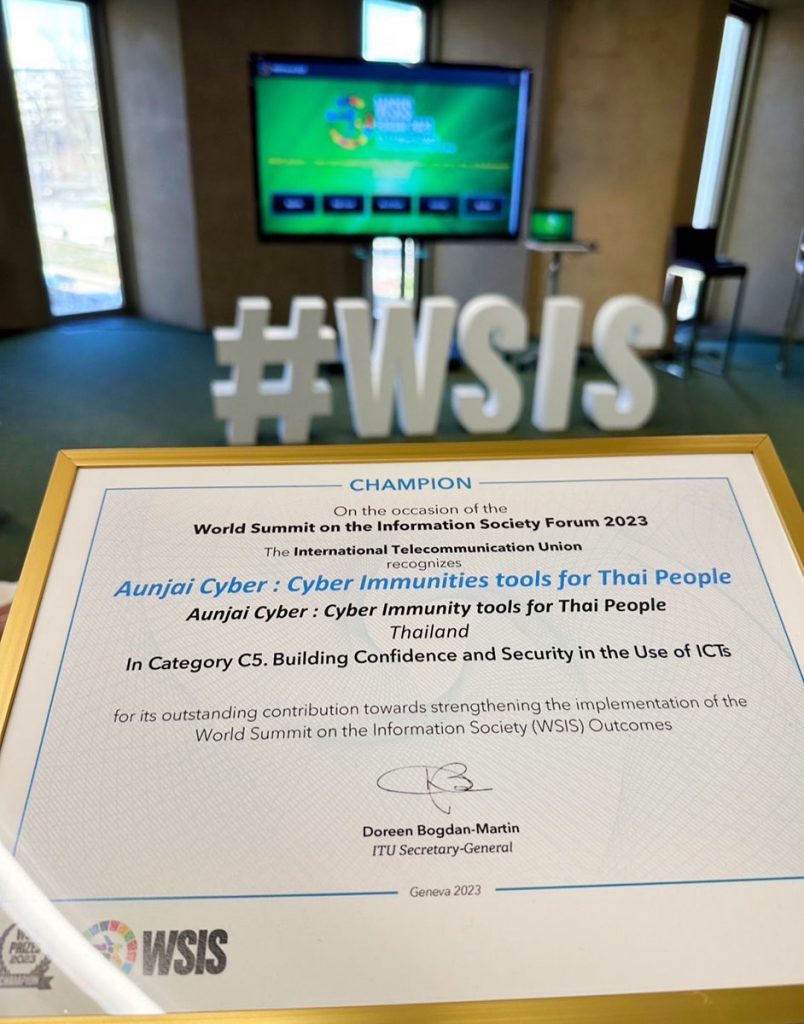 WSIS
#WSIS
CHAMPION
On the occasion of the
World Summit on the Information Society Forum 2023
The International Telecommunication Union
recognizes
Aunjai Cyber : Cyber Immunities tools for Thai People
Aunjai Cyber : Cyber Immunity tools for Thai People
Thailand
In Category C5. Building Confidence and Security in the Use of ICTs
for its outstanding contribution towards strengthening the implementation of the
World Summit on the Information Society (WSIS) Outcomes
Doreen Bogdan-Martin
ITU Secretary-General
Geneva 2023
2023
CHAMPION
WSIS